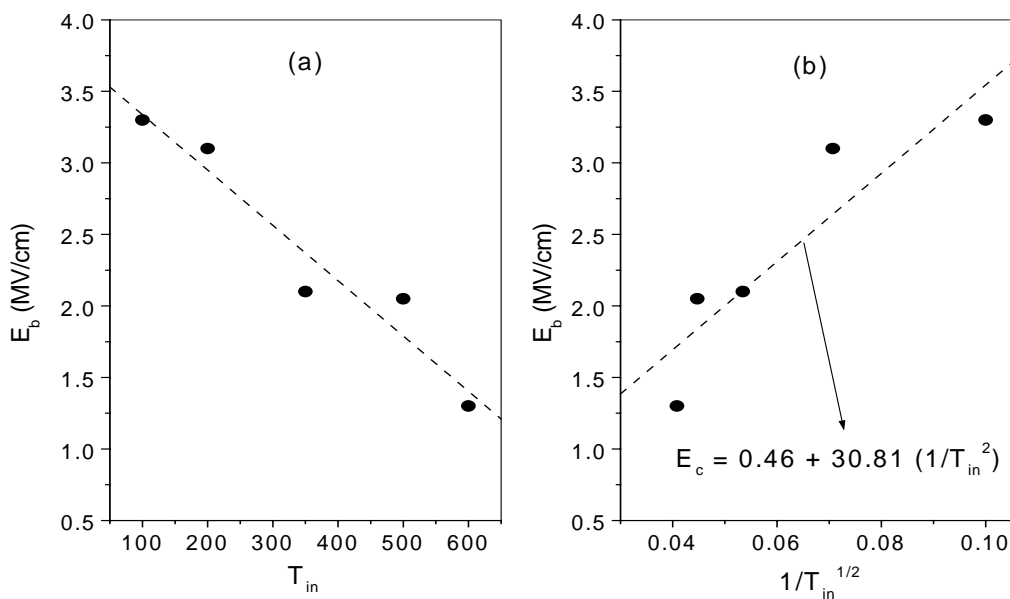 (a)
4.0
3.5
3.0
2.5
2.0
1.5
1.0
0.5
E_b (MV/cm)
100 200 300 400 500 600
T_in
(b)
4.0
3.5
3.0
2.5
2.0
1.5
1.0
0.5
E_b (MV/cm)
E_c = 0.46 + 30.81 (1/T_in^2)
0.04 0.06 0.08 0.10
1/T_in^1/2